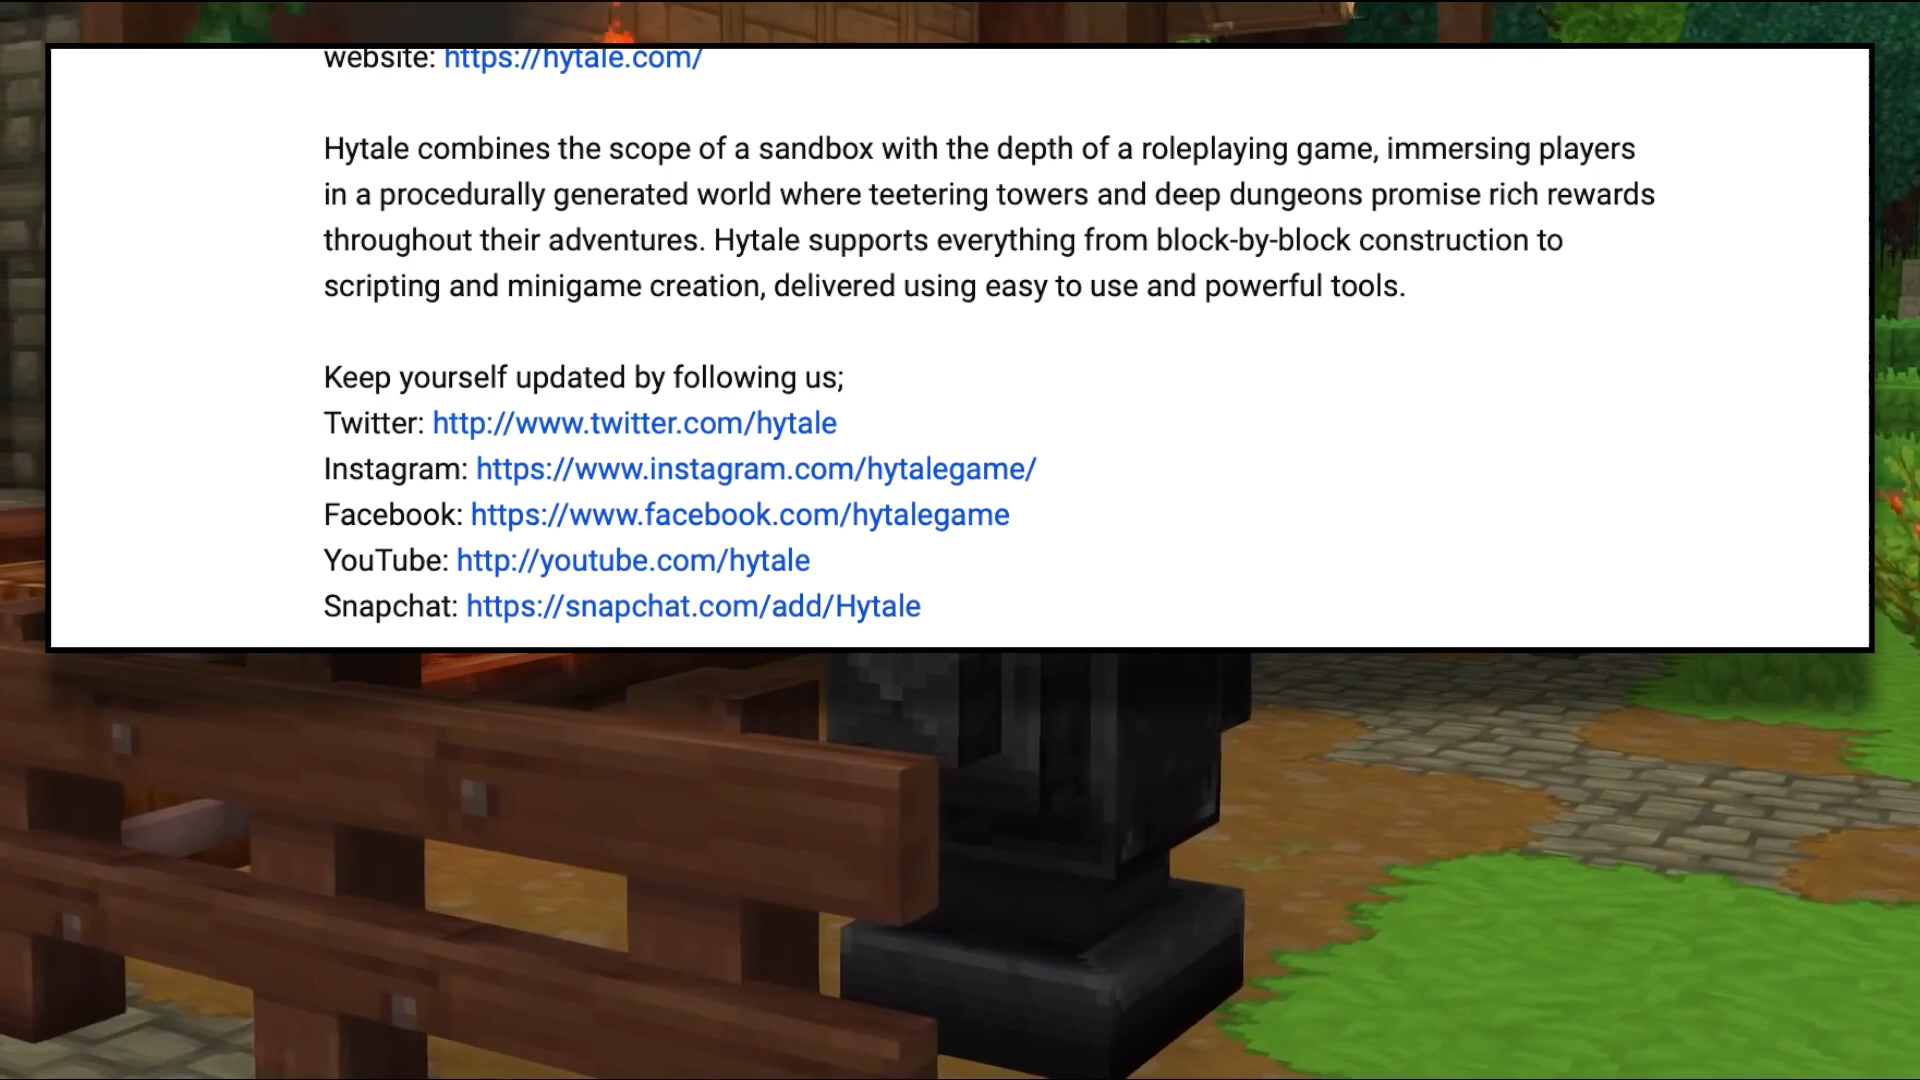 website: https://hytale.com/
Hytale combines the scope of a sandbox with the depth of a roleplaying game, immersing players
in a procedurally generated world where teetering towers and deep dungeons promise rich rewards
throughout their adventures. Hytale supports everything from block-by-block construction to
scripting and minigame creation, delivered using easy to use and powerful tools.
Keep yourself updated by following us;
Twitter: http://www.twitter.com/hytale
Instagram: https://www.instagram.com/hytalegame/
Facebook: https://www.facebook.com/hytalegame
YouTube: http://youtube.com/hytale
Snapchat: https://snapchat.com/add/Hytale